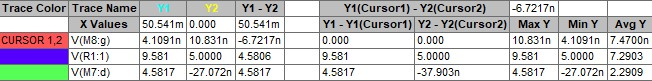 Trace Color Trace Name Y1 Y2 Y1 - Y2 Y1(Cursor1) - Y2(Cursor2) -6.7217n
X Values 50.541m 0.000 50.541m Y1 - Y1(Cursor1) Y2 - Y2(Cursor2) Max Y Min Y Avg Y
CURSOR 1,2 V(M8:g) 4.1091n 10.831n -6.7217n 0.000 0.000 10.831n 4.1091n 7.4700n
V(R1:1) 9.581 5.0000 4.5806 9.581 5.0000 9.581 5.0000 7.2903
V(M7:d) 4.5817 -27.072n 4.5817 4.5817 -37.903n 4.5817 -27.072n 2.2909